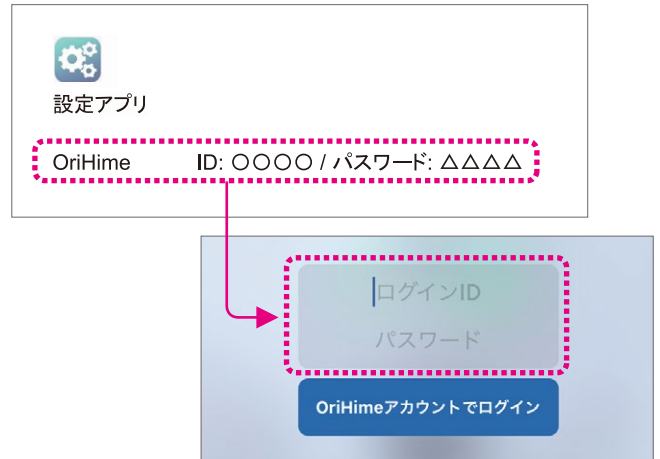 設定アプリ
OriHime ID: 〇〇〇〇 / パスワード: △△△△
ログインID
パスワード
OriHimeアカウントでログイン